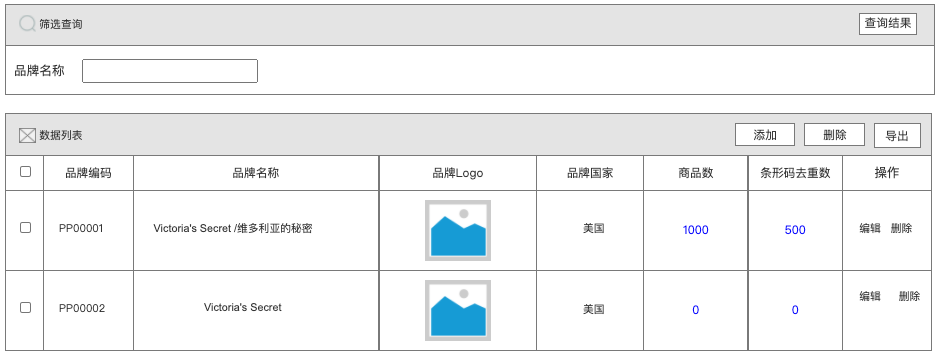 筛选查询 查询结果
品牌名称
数据列表 添加 删除 导出
品牌编码 品牌名称 品牌Logo 品牌国家 商品数 条形码去重数 操作
PP00001 Victoria's Secret /维多利亚的秘密 美国 1000 500 编辑 删除
PP00002 Victoria's Secret 美国 0 0 编辑 删除